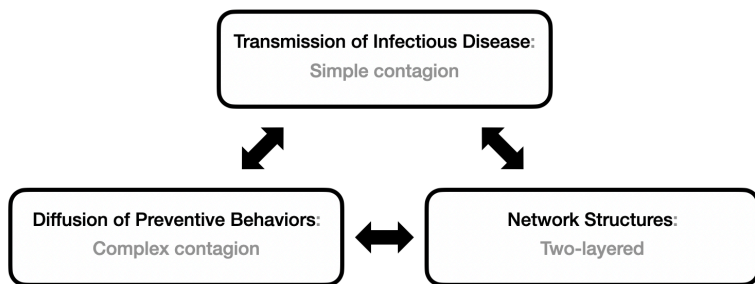 Transmission of Infectious Disease:
Simple contagion
Diffusion of Preventive Behaviors:
Complex contagion
Network Structures:
Two-layered